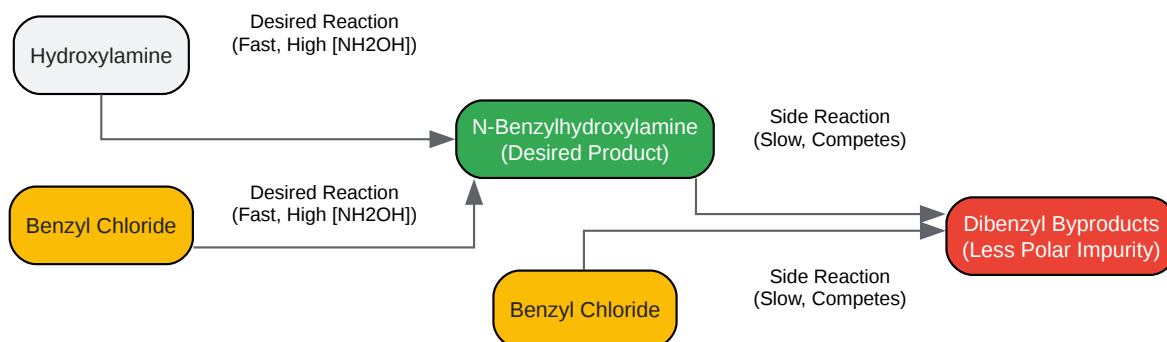 Desired Reaction
(Fast, High [NH2OH])
Hydroxylamine
N-Benzylhydroxylamine
(Desired Product)
Side Reaction
(Slow, Competes)
Desired Reaction
(Fast, High [NH2OH])
Benzyl Chloride
Dibenzyl Byproducts
(Less Polar Impurity)
Benzyl Chloride
Side Reaction
(Slow, Competes)